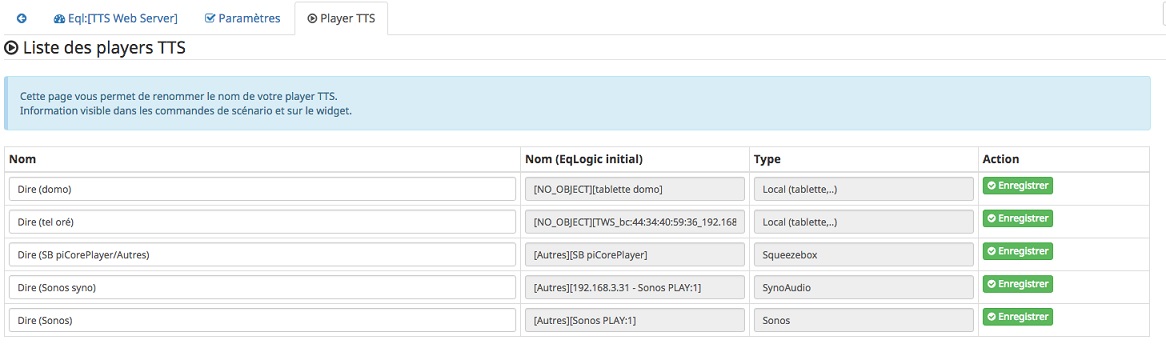 Eql:[TTS Web Server] Paramètres Player TTS
Liste des players TTS
Cette page vous permet de renommer le nom de votre player TTS.
Information visible dans les commandes de scénario et sur le widget.
Nom Nom (EqLogic initial) Type Action
Dire (domo) [NO_OBJECT][tablette domo] Local (tablette,..) Enregistrer
Dire (tel oré) [NO_OBJECT][TWS_bc:44:34:40:59:36_192.168 Local (tablette,..) Enregistrer
Dire (SB piCorePlayer/Autres) [Autres][SB piCorePlayer] Squeezebox Enregistrer
Dire (Sonos syno) [Autres][192.168.3.31 - Sonos PLAY:1] SynoAudio Enregistrer
Dire (Sonos) [Autres][Sonos PLAY:1] Sonos Enregistrer